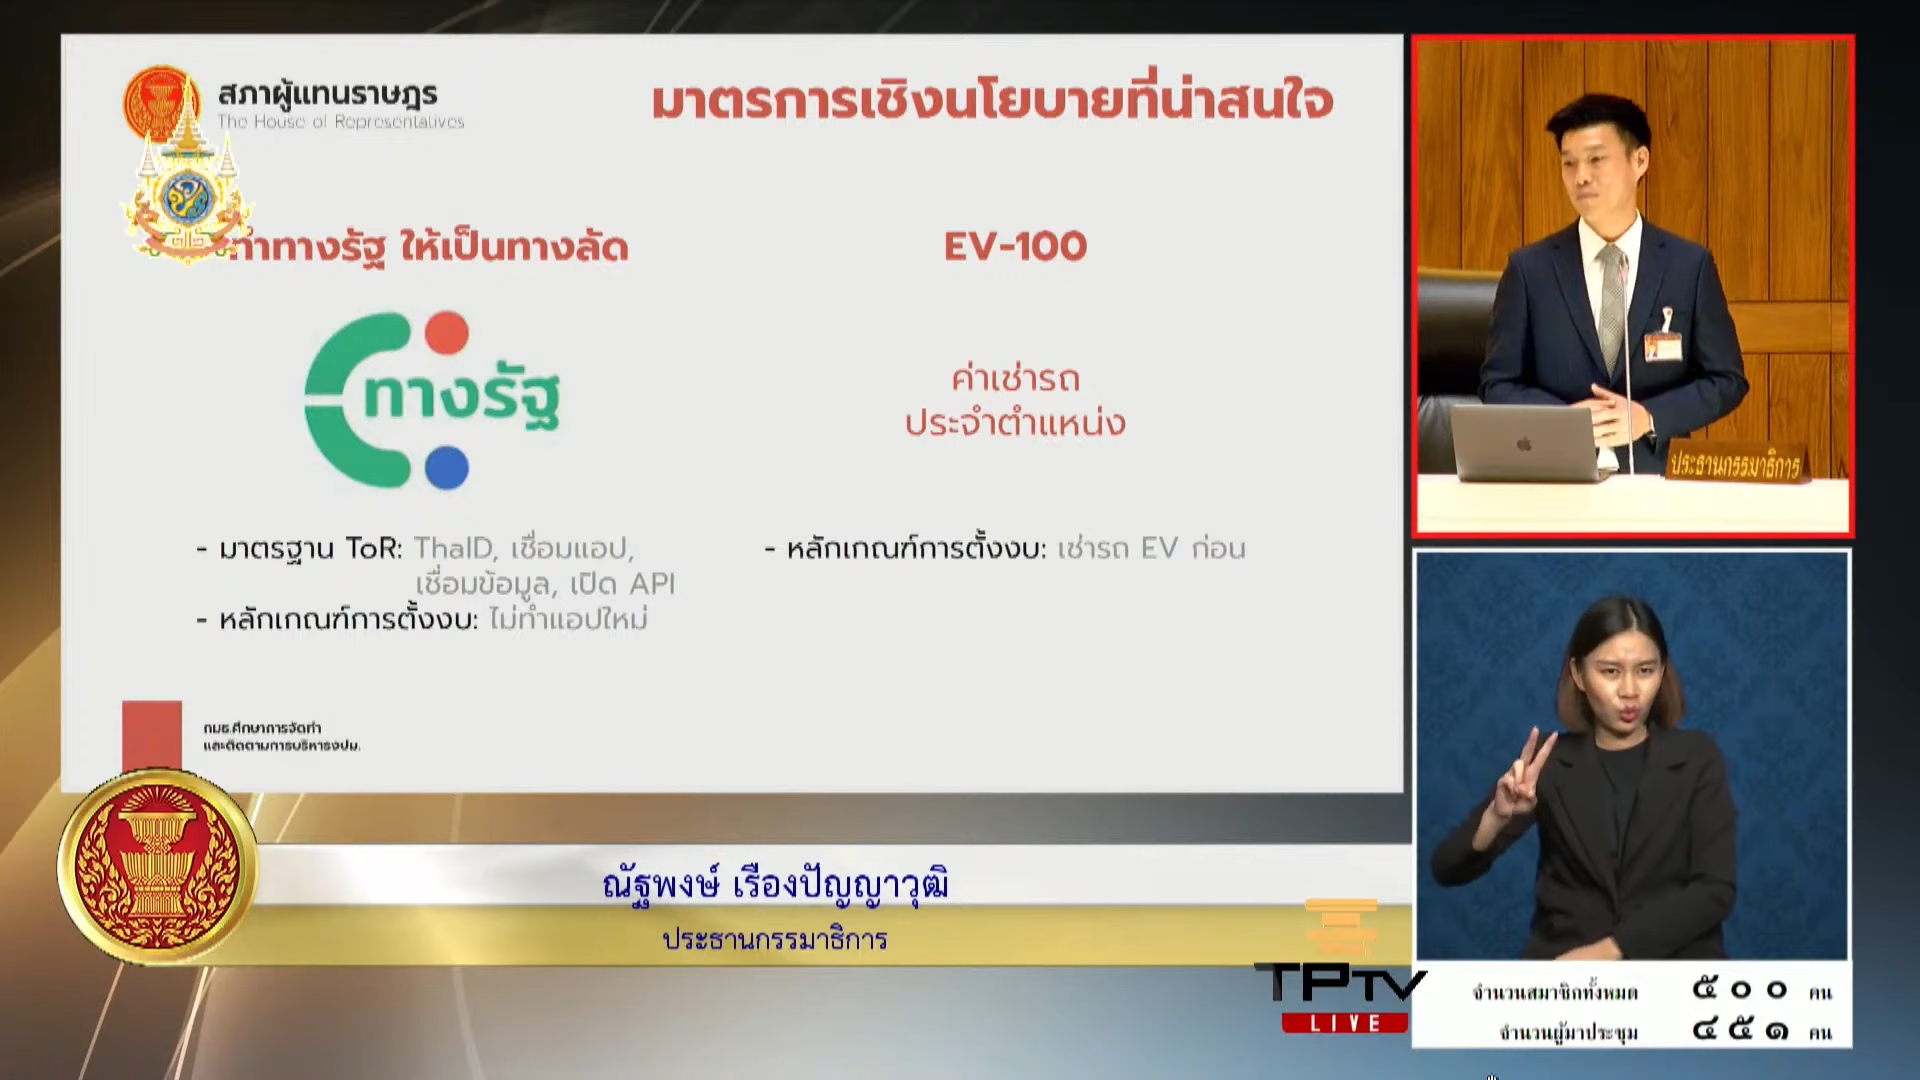 สภาผู้แทนราษฎร
The House of Representatives
มาตรการเชิงนโยบายที่น่าสนใจ
ทำทางรัฐ ให้เป็นทางลัด
EV-100
ทางรัฐ
ค่าเช่ารถ
ประจำตำแหน่ง
- มาตรฐาน ToR: ThaID, เชื่อมแอป,
เชื่อมข้อมูล, เปิด API
- หลักเกณฑ์การตั้งงบ: ไม่ทำแอปใหม่
- หลักเกณฑ์การตั้งงบ: เช่ารถ EV ก่อน
กมธ.ศึกษาการจัดทำ
และติดตามการบริหารงปม.
ประธานกรรมาธิการ
ณัฐพงษ์ เรืองปัญญาวุฒิ
ประธานกรรมาธิการ
TPTV
LIVE
จำนวนสมาชิกทั้งหมด ๕๐๐ คน
จำนวนผู้มาประชุม ๔๕๑ คน